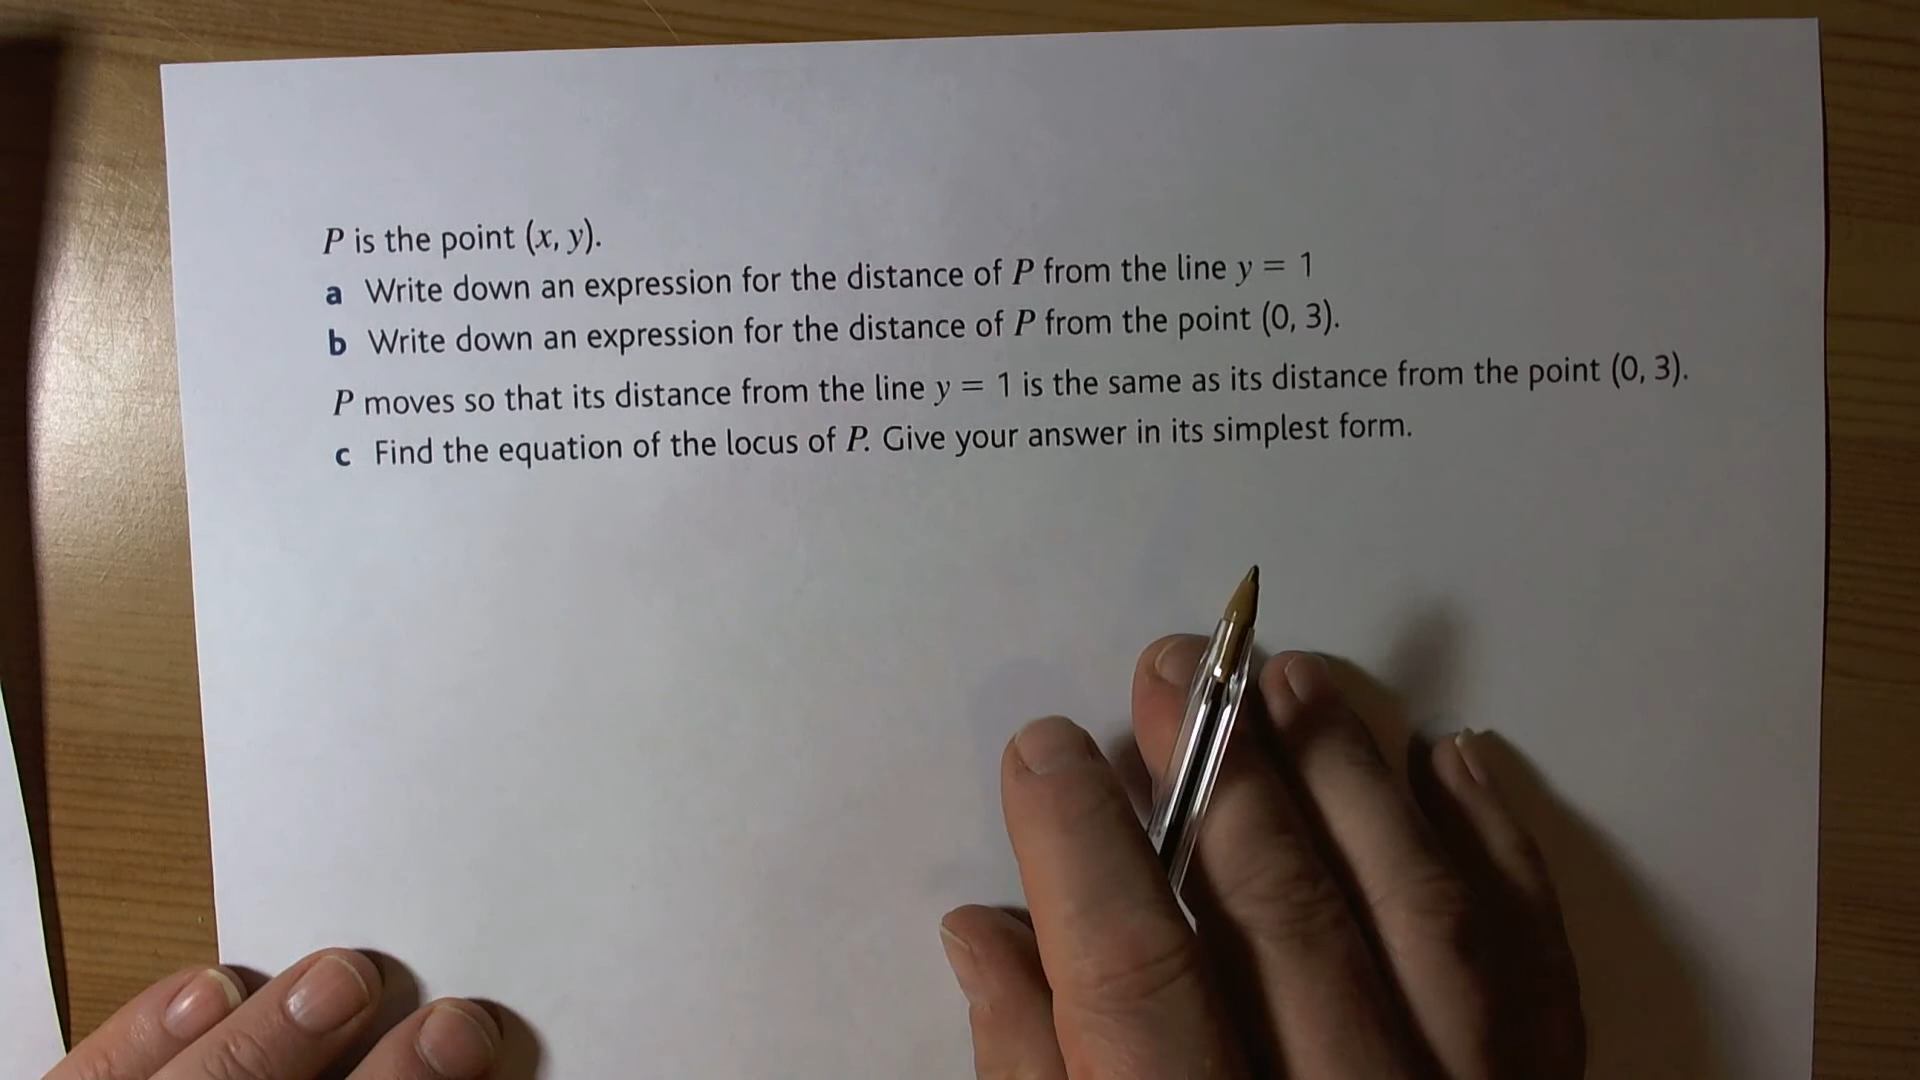 P is the point (x, y).
a Write down an expression for the distance of P from the line y = 1
b Write down an expression for the distance of P from the point (0, 3).
P moves so that its distance from the line y = 1 is the same as its distance from the point (0, 3).
c Find the equation of the locus of P. Give your answer in its simplest form.